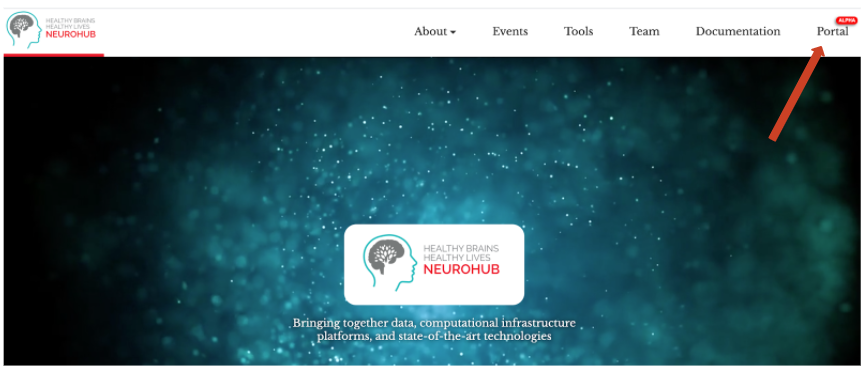 HEALTHY BRAINS
HEALTHY LIVES
NEUROHUB
About
Events
Tools
Team
Documentation
ALPHA
Portal
HEALTHY BRAINS
HEALTHY LIVES
NEUROHUB
Bringing together data, computational infrastructure
platforms, and state-of-the-art technologies